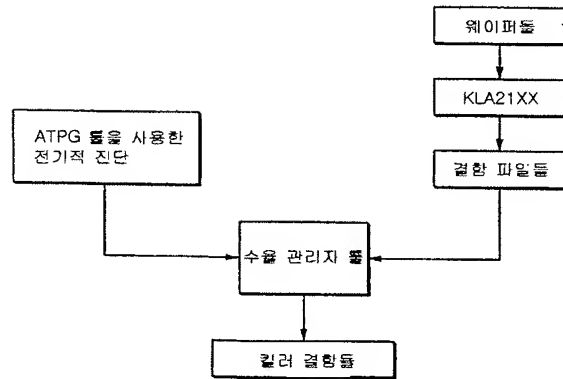 웨이퍼들
KLA21XX
ATPG 툴을 사용한
전기적 진단
결함 파일들
수율 관리자 툴
킬러 결함들